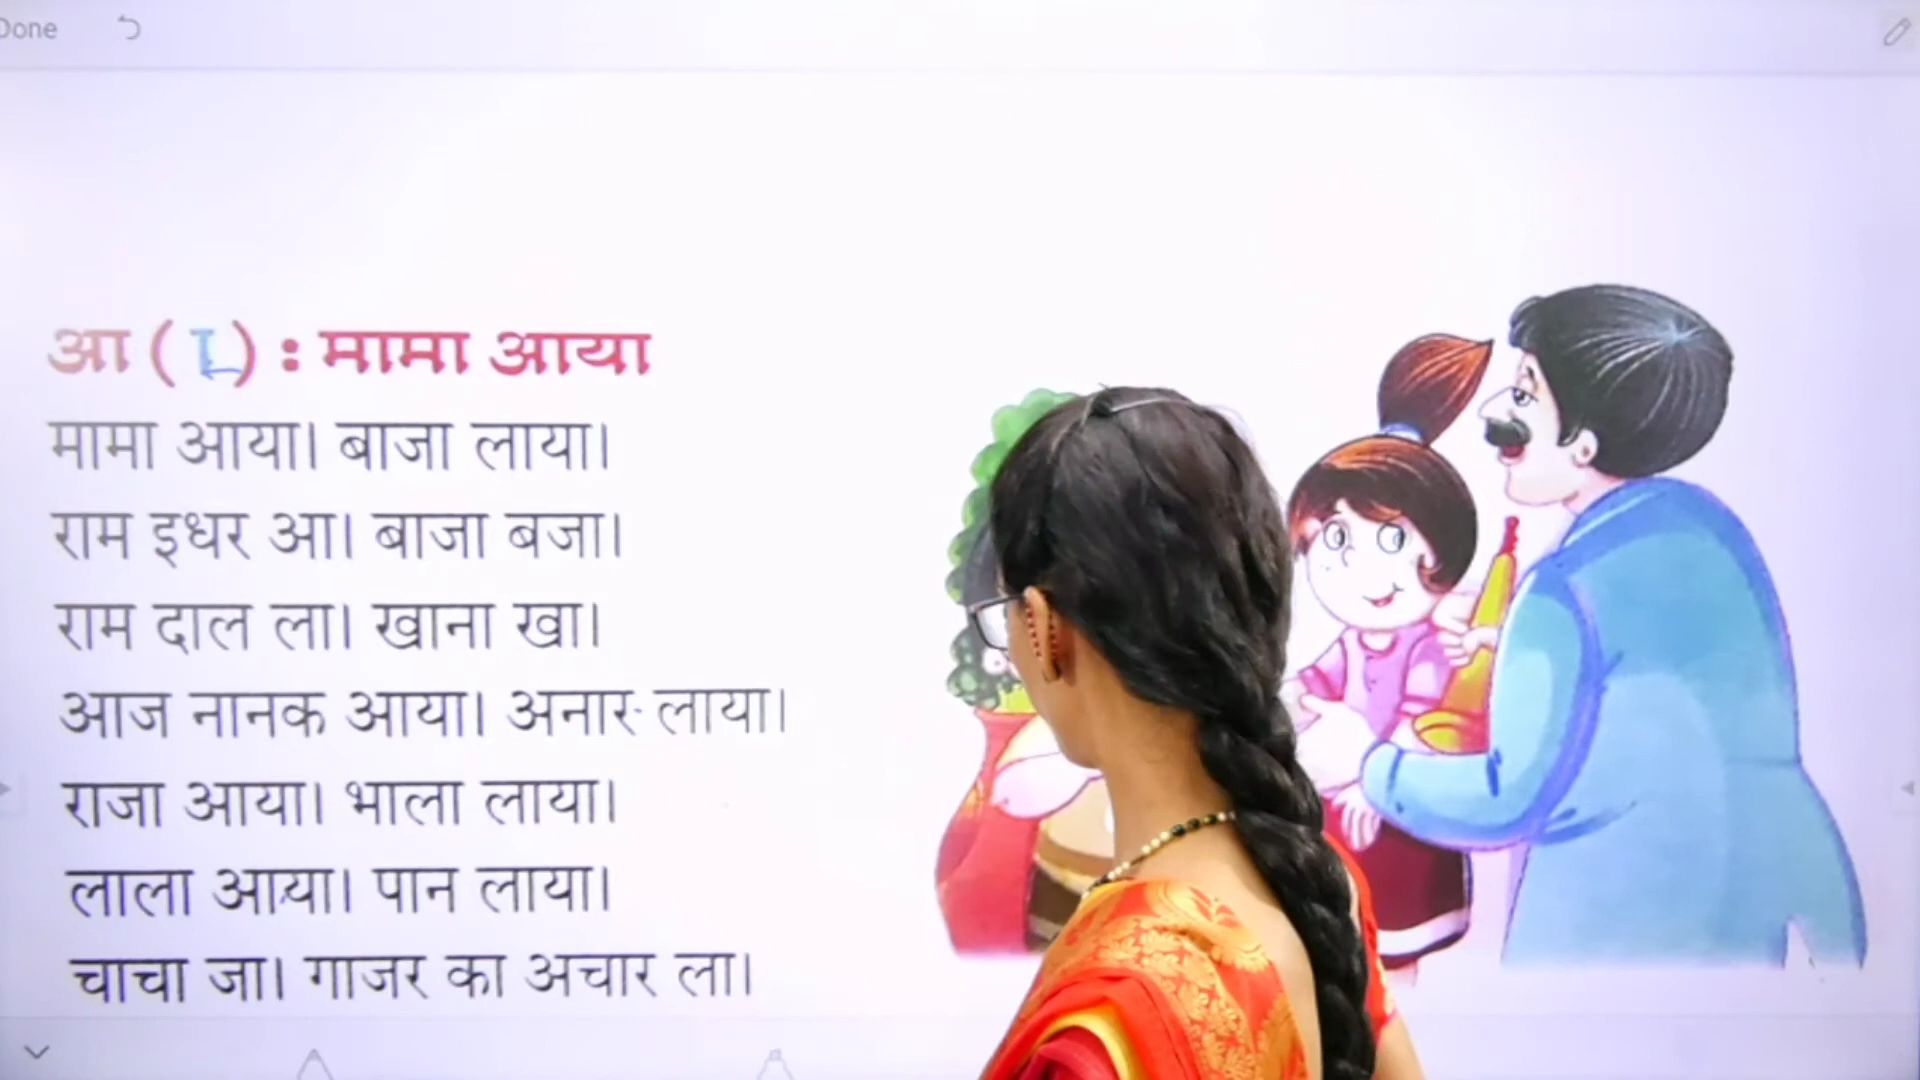 Done
आ ( ा ) : मामा आया
मामा आया। बाजा लाया।
राम इधर आ। बाजा बजा।
राम दाल ला। खाना खा।
आज नानक आया। अनार लाया।
राजा आया। भाला लाया।
लाला आया। पान लाया।
चाचा जा। गाजर का अचार ला।